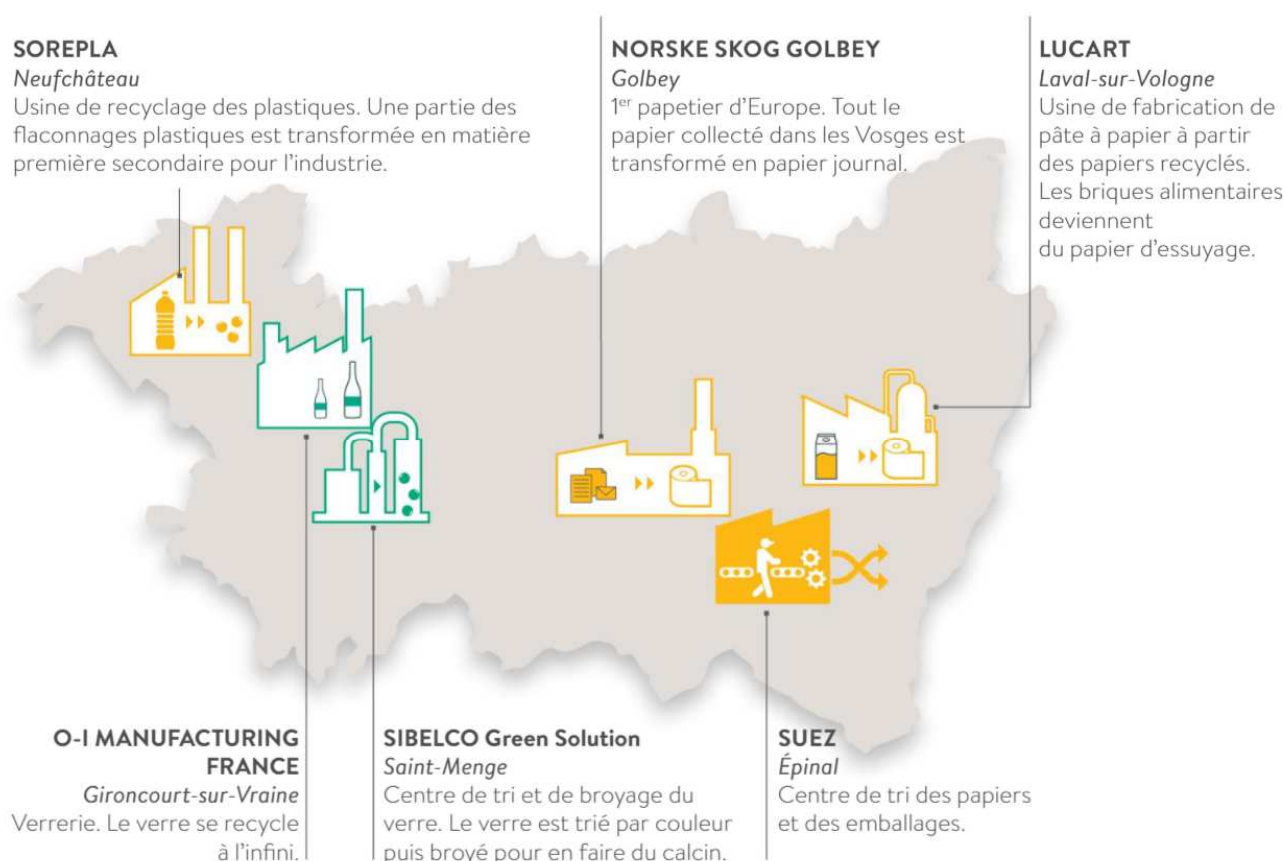 SOREPLA
Neufchâteau
Usine de recyclage des plastiques. Une partie des
flaconnages plastiques est transformée en matière
première secondaire pour l'industrie.
NORSKE SKOG GOLBEY
Golbey
1er papetier d'Europe. Tout le
papier collecté dans les Vosges est
transformé en papier journal.
LUCART
Laval-sur-Vologne
Usine de fabrication de
pâte à papier à partir
des papiers recyclés.
Les briques alimentaires
deviennent
du papier d'essuyage.
O-I MANUFACTURING
FRANCE
Gironcourt-sur-Vraine
Verrerie. Le verre se recycle
à l'infini.
SIBELCO Green Solution
Saint-Menge
Centre de tri et de broyage du
verre. Le verre est trié par couleur
puis broyé pour en faire du calcin.
SUEZ
Épinal
Centre de tri des papiers
et des emballages.